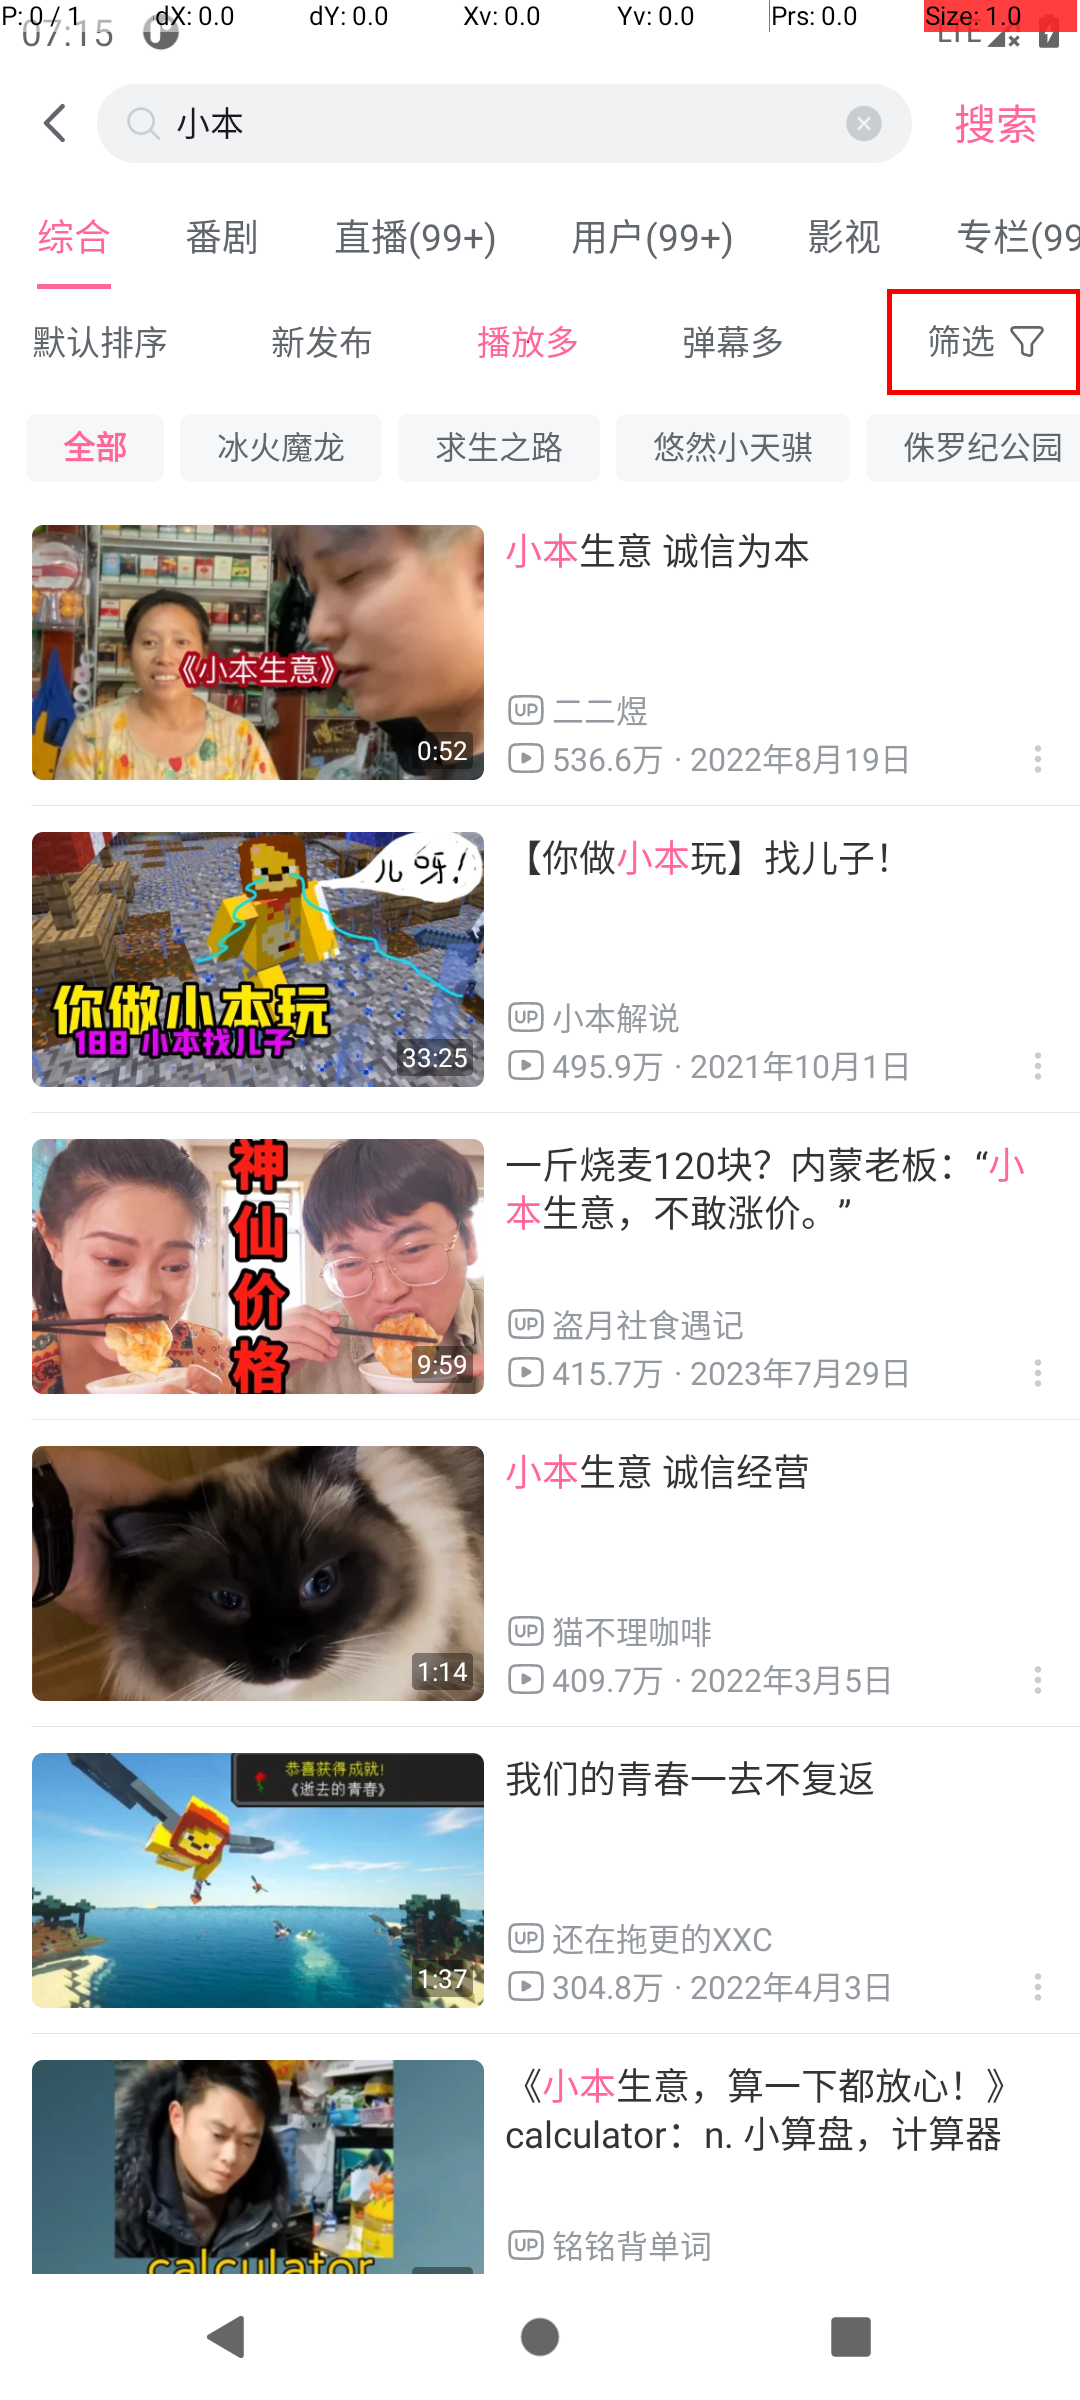 P: 0 / 1 dX: 0.0 dY: 0.0 Xv: 0.0 Yv: 0.0 Prs: 0.0 Size: 1.0
07:15 LTE
小本 搜索
综合 番剧 直播(99+) 用户(99+) 影视 专栏(99
默认排序 新发布 播放多 弹幕多 筛选
全部 冰火魔龙 求生之路 悠然小天骐 侏罗纪公园
《小本生意》
0:52
小本生意 诚信为本
UP 二二煜
536.6万 · 2022年8月19日
儿呀!
你做小本玩
188 小本找儿子
33:25
【你做小本玩】找儿子!
UP 小本解说
495.9万 · 2021年10月1日
神仙价格
9:59
一斤烧麦120块？内蒙老板：“小
本生意，不敢涨价。”
UP 盗月社食遇记
415.7万 · 2023年7月29日
1:14
小本生意 诚信经营
UP 猫不理咖啡
409.7万 · 2022年3月5日
恭喜获得成就!
《逝去的青春》
1:37
我们的青春一去不复返
UP 还在拖更的XXC
304.8万 · 2022年4月3日
calculator
《小本生意，算一下都放心！》
calculator：n. 小算盘，计算器
UP 铭铭背单词